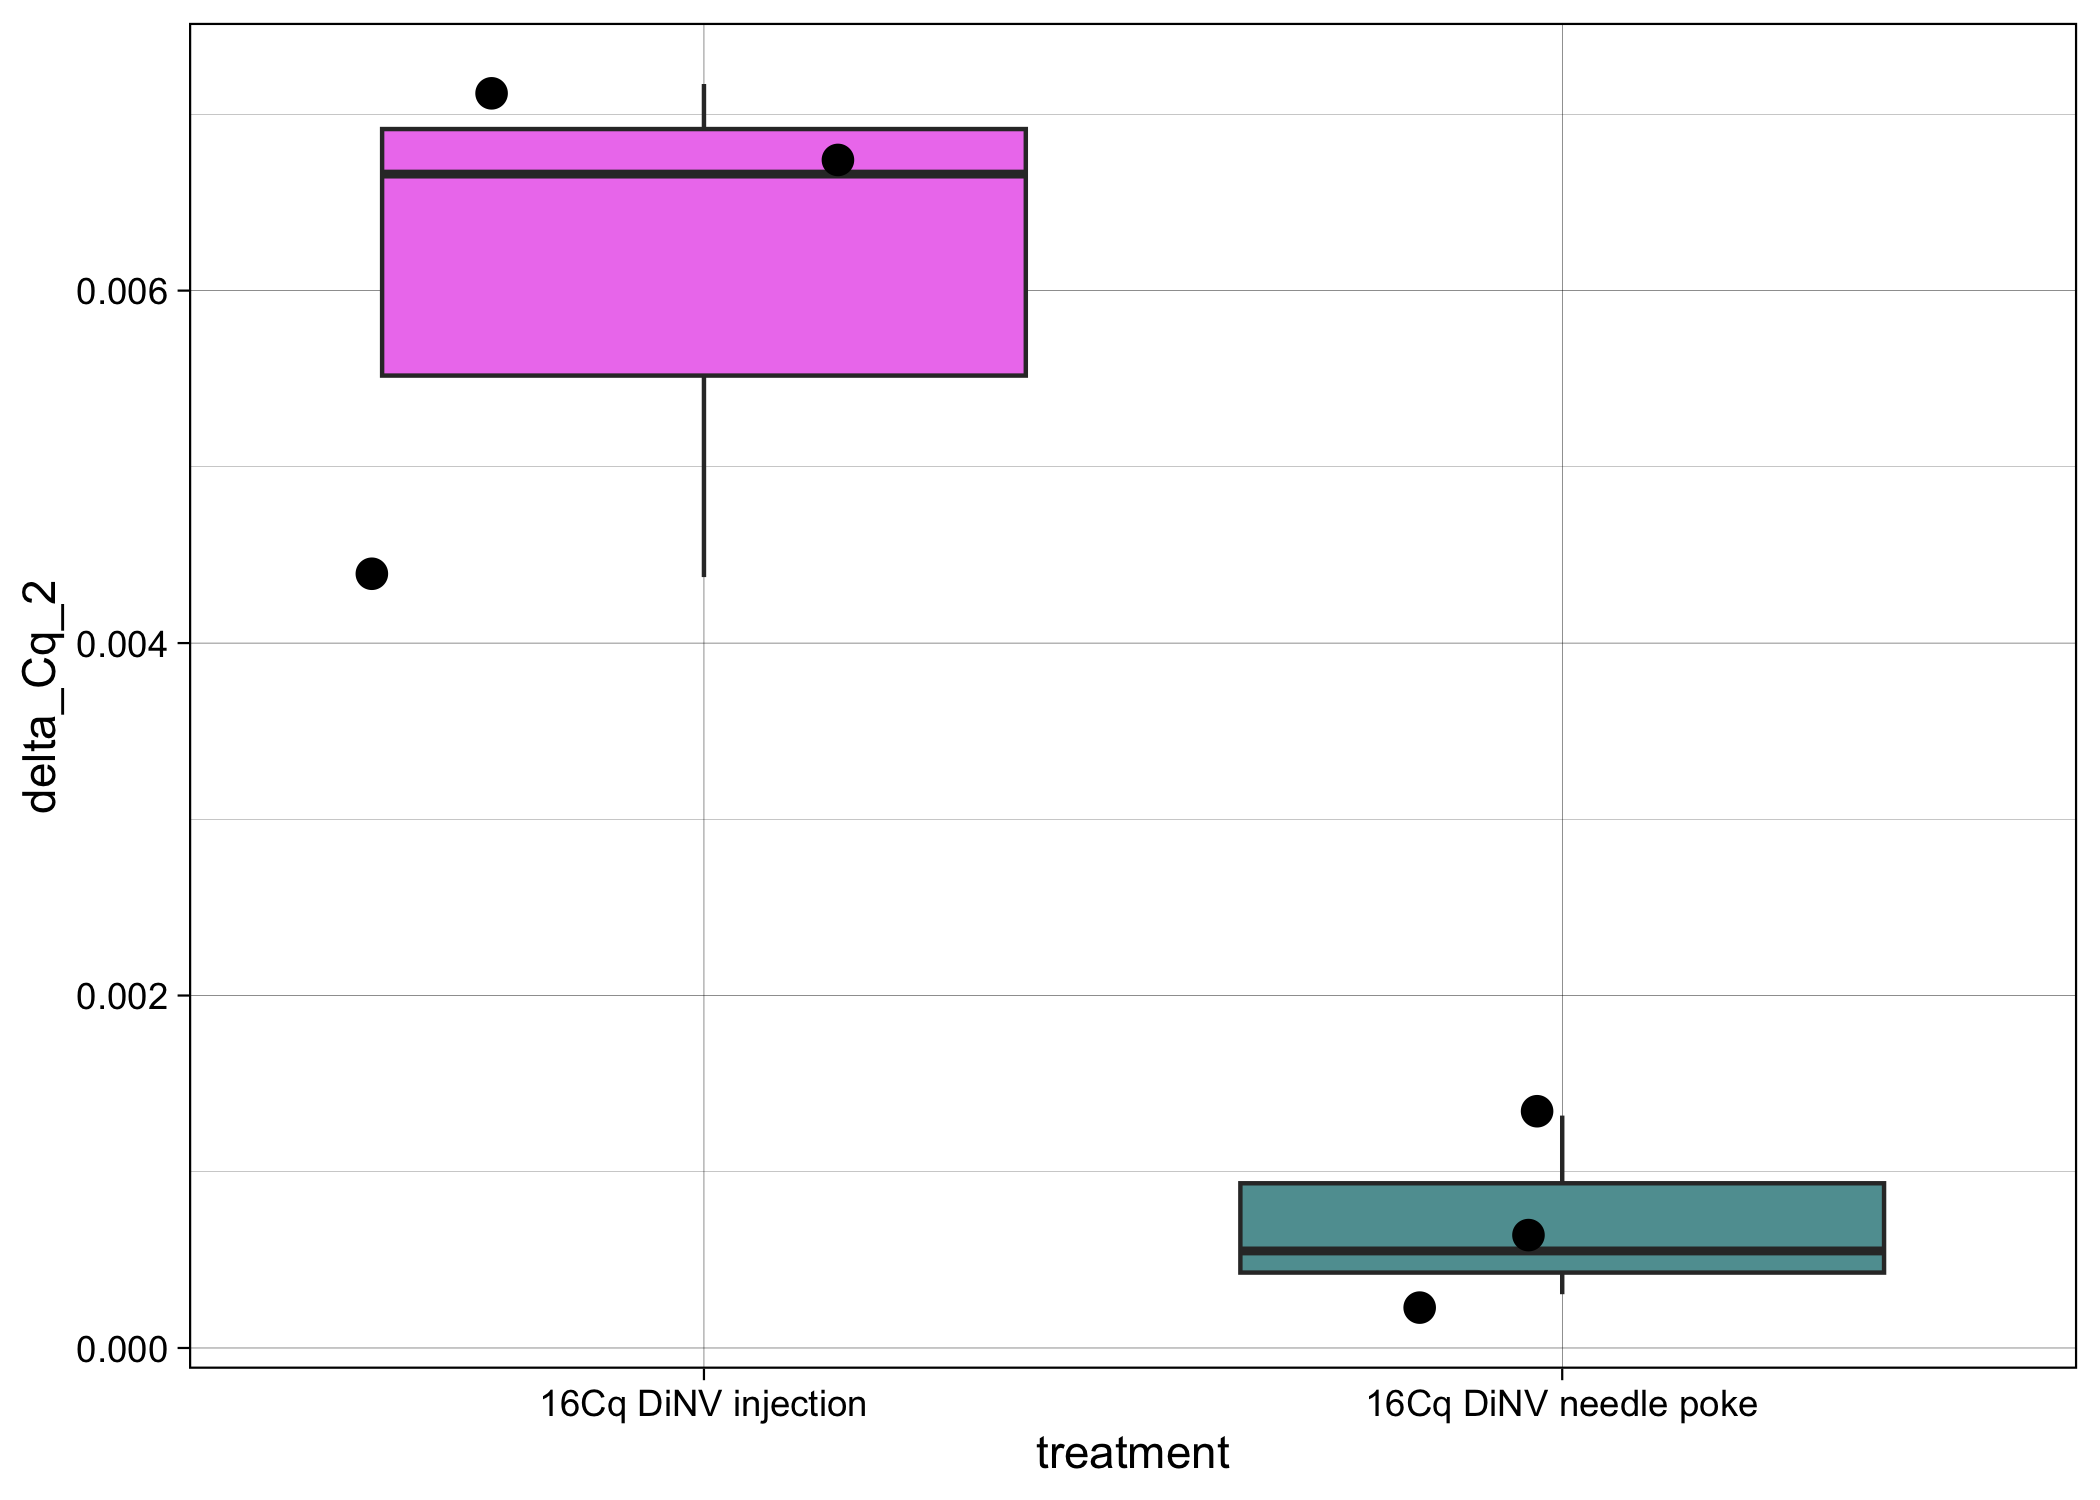 delta_Cq_2
0.006
0.004
0.002
0.000
16Cq DiNV injection
16Cq DiNV needle poke
treatment